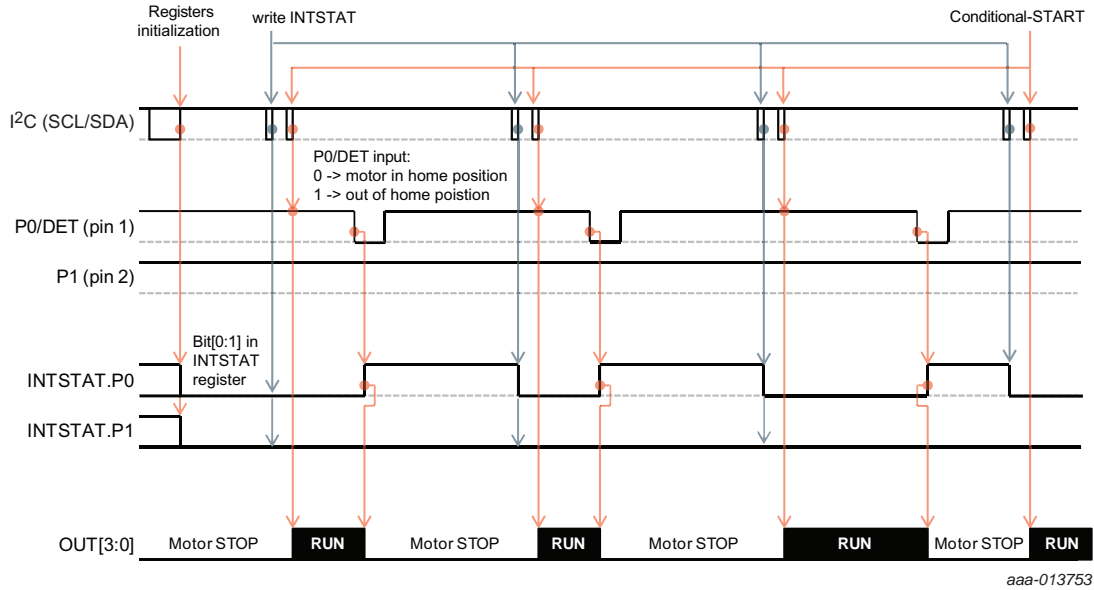 Registers
initialization
write INTSTAT
Conditional-START
I²C (SCL/SDA)
P0/DET input:
0 -> motor in home position
1 -> out of home poistion
P0/DET (pin 1)
P1 (pin 2)
Bit[0:1] in
INTSTAT
register
INTSTAT.P0
INTSTAT.P1
OUT[3:0] Motor STOP RUN Motor STOP RUN Motor STOP RUN Motor STOP RUN
aaa-013753